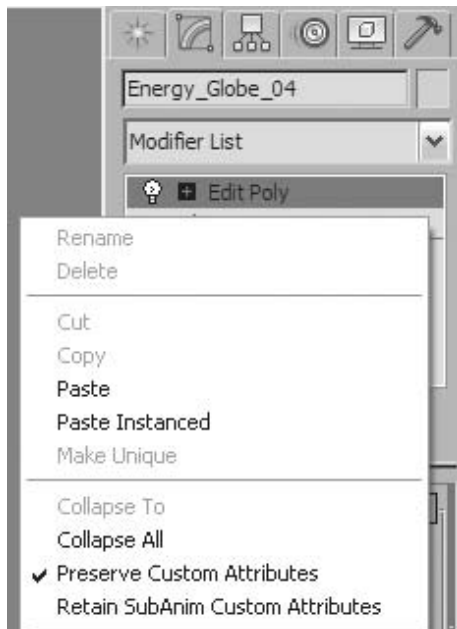 Energy_Globe_04
Modifier List
Edit Poly
Rename
Delete
Cut
Copy
Paste
Paste Instanced
Make Unique
Collapse To
Collapse All
Preserve Custom Attributes
Retain SubAnim Custom Attributes